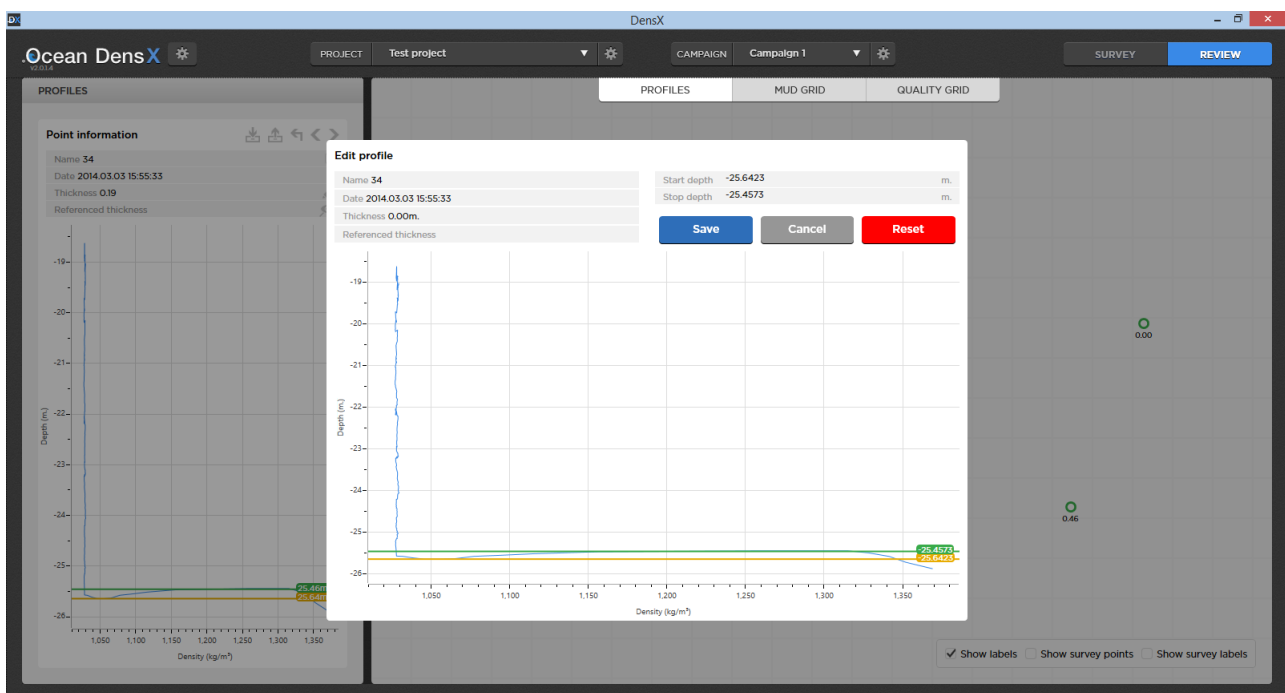 DX DensX
.Ocean DensX
v2.01.4
PROJECT Test project
CAMPAIGN Campaign 1
SURVEY REVIEW
PROFILES
PROFILES MUD GRID QUALITY GRID
Point information
Name 34
Date 2014.03.03 15:55:33
Thickness 0.19
Referenced thickness
-19
-20
-21
-22
-23
-24
-25
-26
Depth (m.)
25.46m
25.64m
1,050 1,100 1,150 1,200 1,250 1,300 1,350
Density (kg/m³)
Edit profile
Name 34
Date 2014.03.03 15:55:33
Thickness 0.00m.
Referenced thickness
Start depth -25.6423 m.
Stop depth -25.4573 m.
Save Cancel Reset
-19
-20
-21
-22
-23
-24
-25
-26
Depth (m.)
-25.4573
-25.6423
1,050 1,100 1,150 1,200 1,250 1,300 1,350
Density (kg/m³)
0.00
0.46
Show labels Show survey points Show survey labels